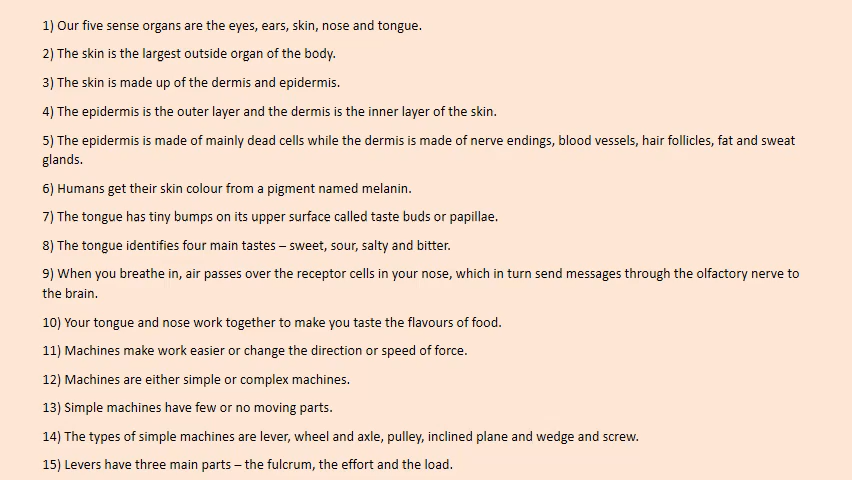 1) Our five sense organs are the eyes, ears, skin, nose and tongue.
2) The skin is the largest outside organ of the body.
3) The skin is made up of the dermis and epidermis.
4) The epidermis is the outer layer and the dermis is the inner layer of the skin.
5) The epidermis is made of mainly dead cells while the dermis is made of nerve endings, blood vessels, hair follicles, fat and sweat
glands.
6) Humans get their skin colour from a pigment named melanin.
7) The tongue has tiny bumps on its upper surface called taste buds or papillae.
8) The tongue identifies four main tastes – sweet, sour, salty and bitter.
9) When you breathe in, air passes over the receptor cells in your nose, which in turn send messages through the olfactory nerve to
the brain.
10) Your tongue and nose work together to make you taste the flavours of food.
11) Machines make work easier or change the direction or speed of force.
12) Machines are either simple or complex machines.
13) Simple machines have few or no moving parts.
14) The types of simple machines are lever, wheel and axle, pulley, inclined plane and wedge and screw.
15) Levers have three main parts – the fulcrum, the effort and the load.